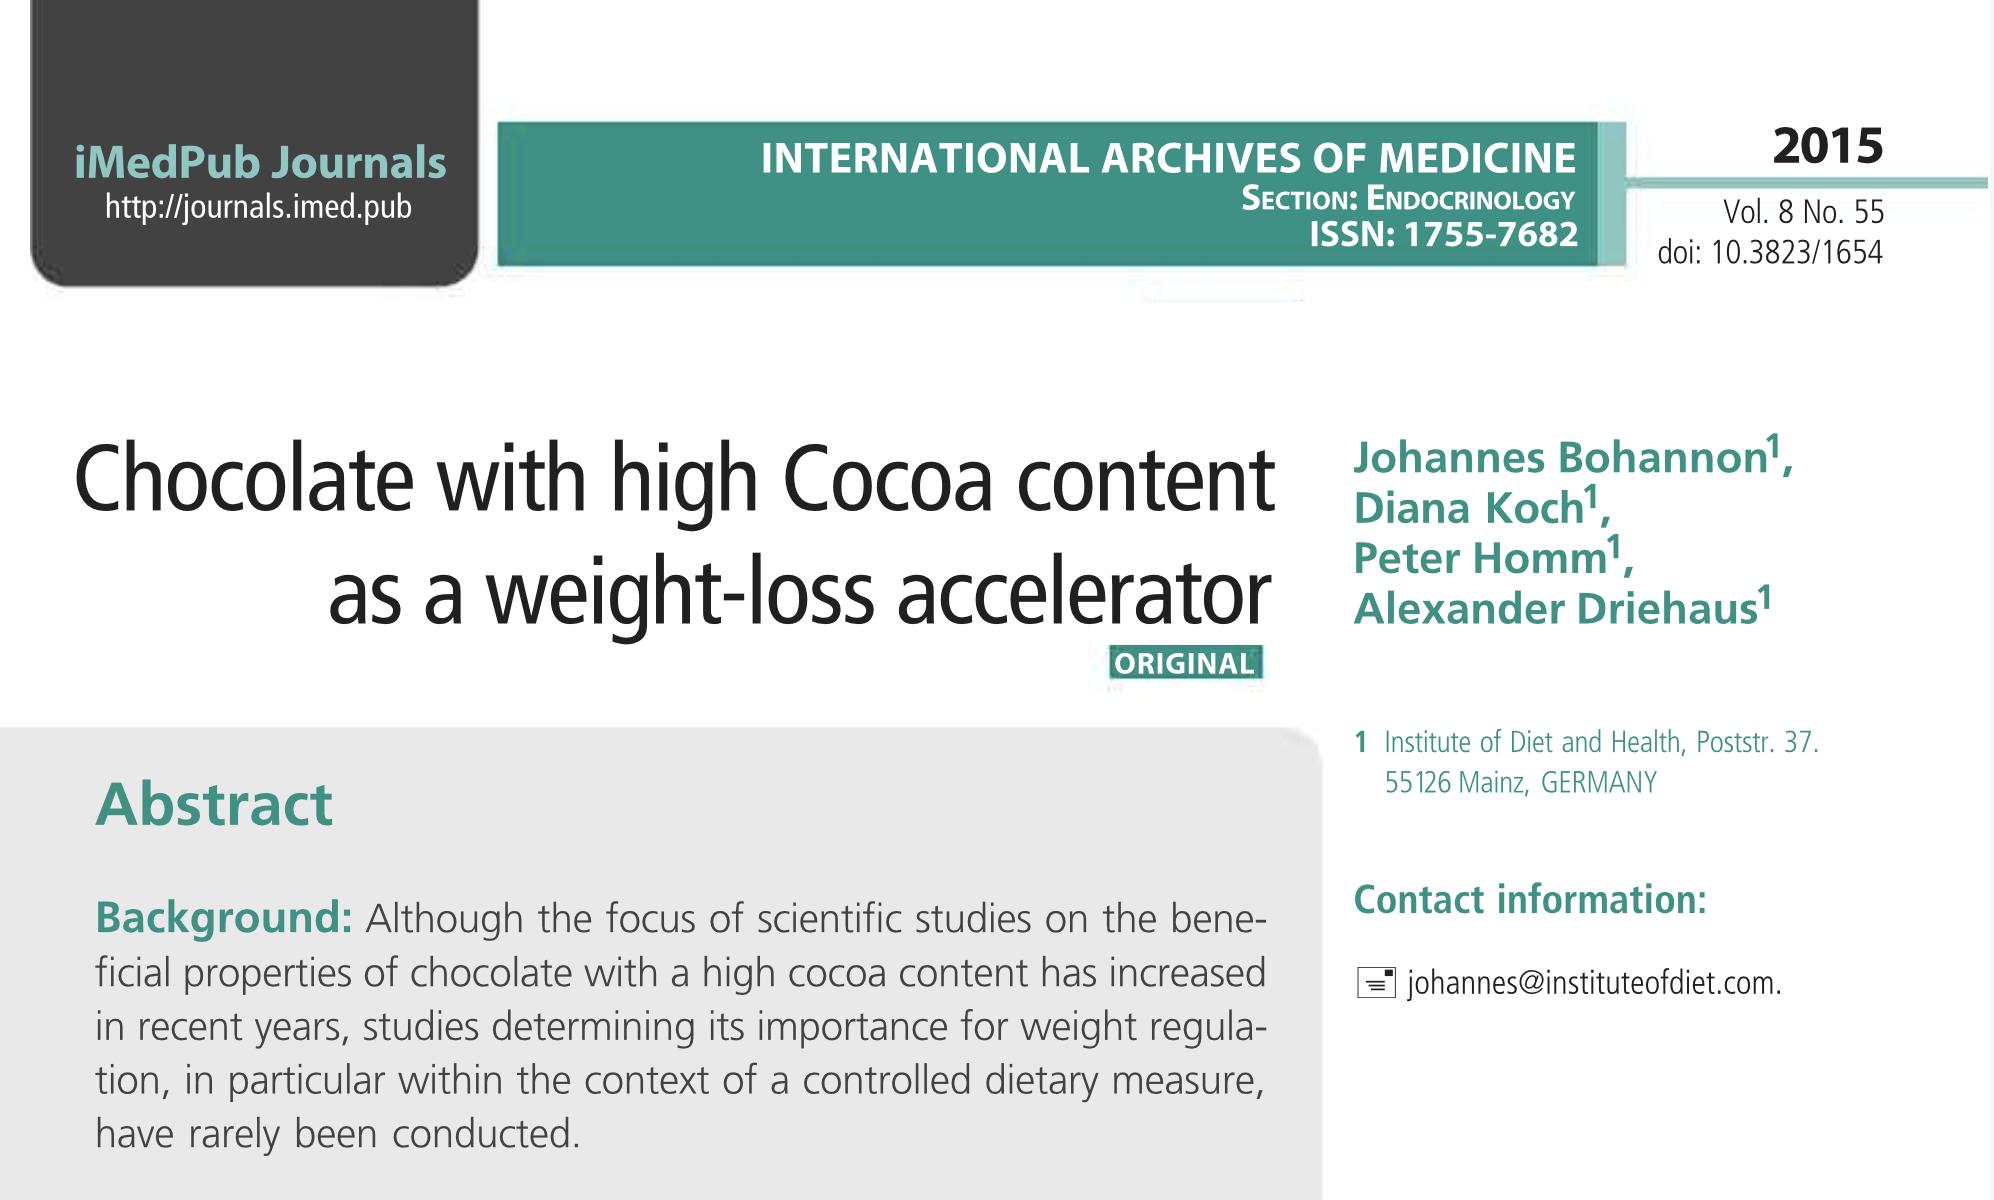 iMedPub Journals
http://journals.imed.pub
INTERNATIONAL ARCHIVES OF MEDICINE
SECTION: ENDOCRINOLOGY
ISSN: 1755-7682
2015
Vol. 8 No. 55
doi: 10.3823/1654
Chocolate with high Cocoa content
as a weight-loss accelerator
ORIGINAL
Johannes Bohannon¹,
Diana Koch¹,
Peter Homm¹,
Alexander Driehaus¹
1 Institute of Diet and Health, Poststr. 37.
55126 Mainz, GERMANY
Contact information:
johannes@instituteofdiet.com.
Abstract
Background: Although the focus of scientific studies on the bene-
ficial properties of chocolate with a high cocoa content has increased
in recent years, studies determining its importance for weight regula-
tion, in particular within the context of a controlled dietary measure,
have rarely been conducted.